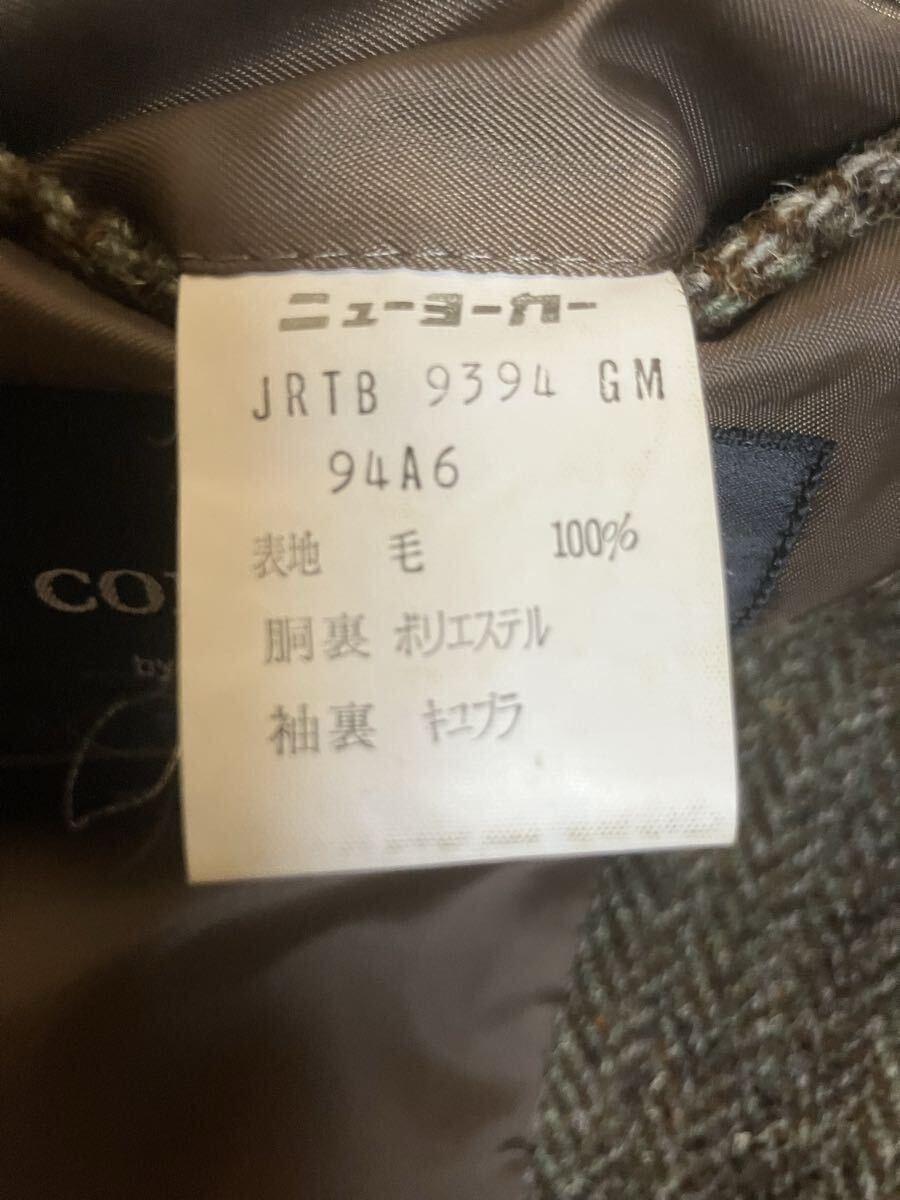 ニューヨーカー
JRTB 9394 GM
94A6
表地 毛 100%
胴裏 ポリエステル
袖裏 キュプラ
by